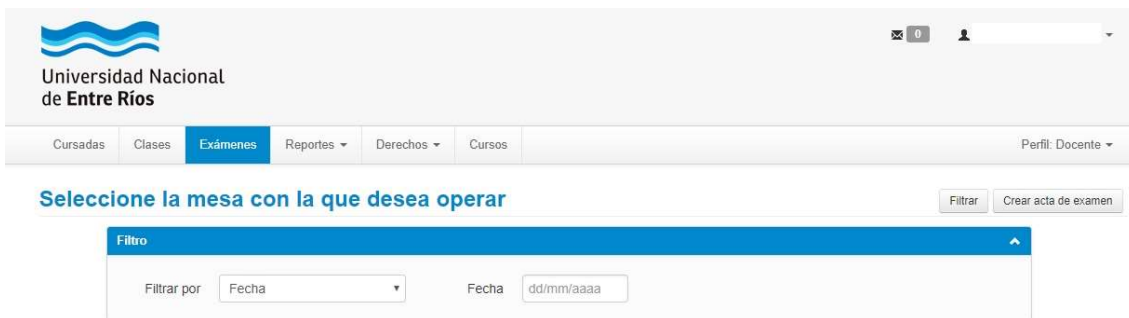 0
Universidad Nacional
de Entre Ríos
Cursadas Clases Exámenes Reportes Derechos Cursos Perfil: Docente
Seleccione la mesa con la que desea operar Filtrar Crear acta de examen
Filtro
Filtrar por Fecha Fecha dd/mm/aaaa